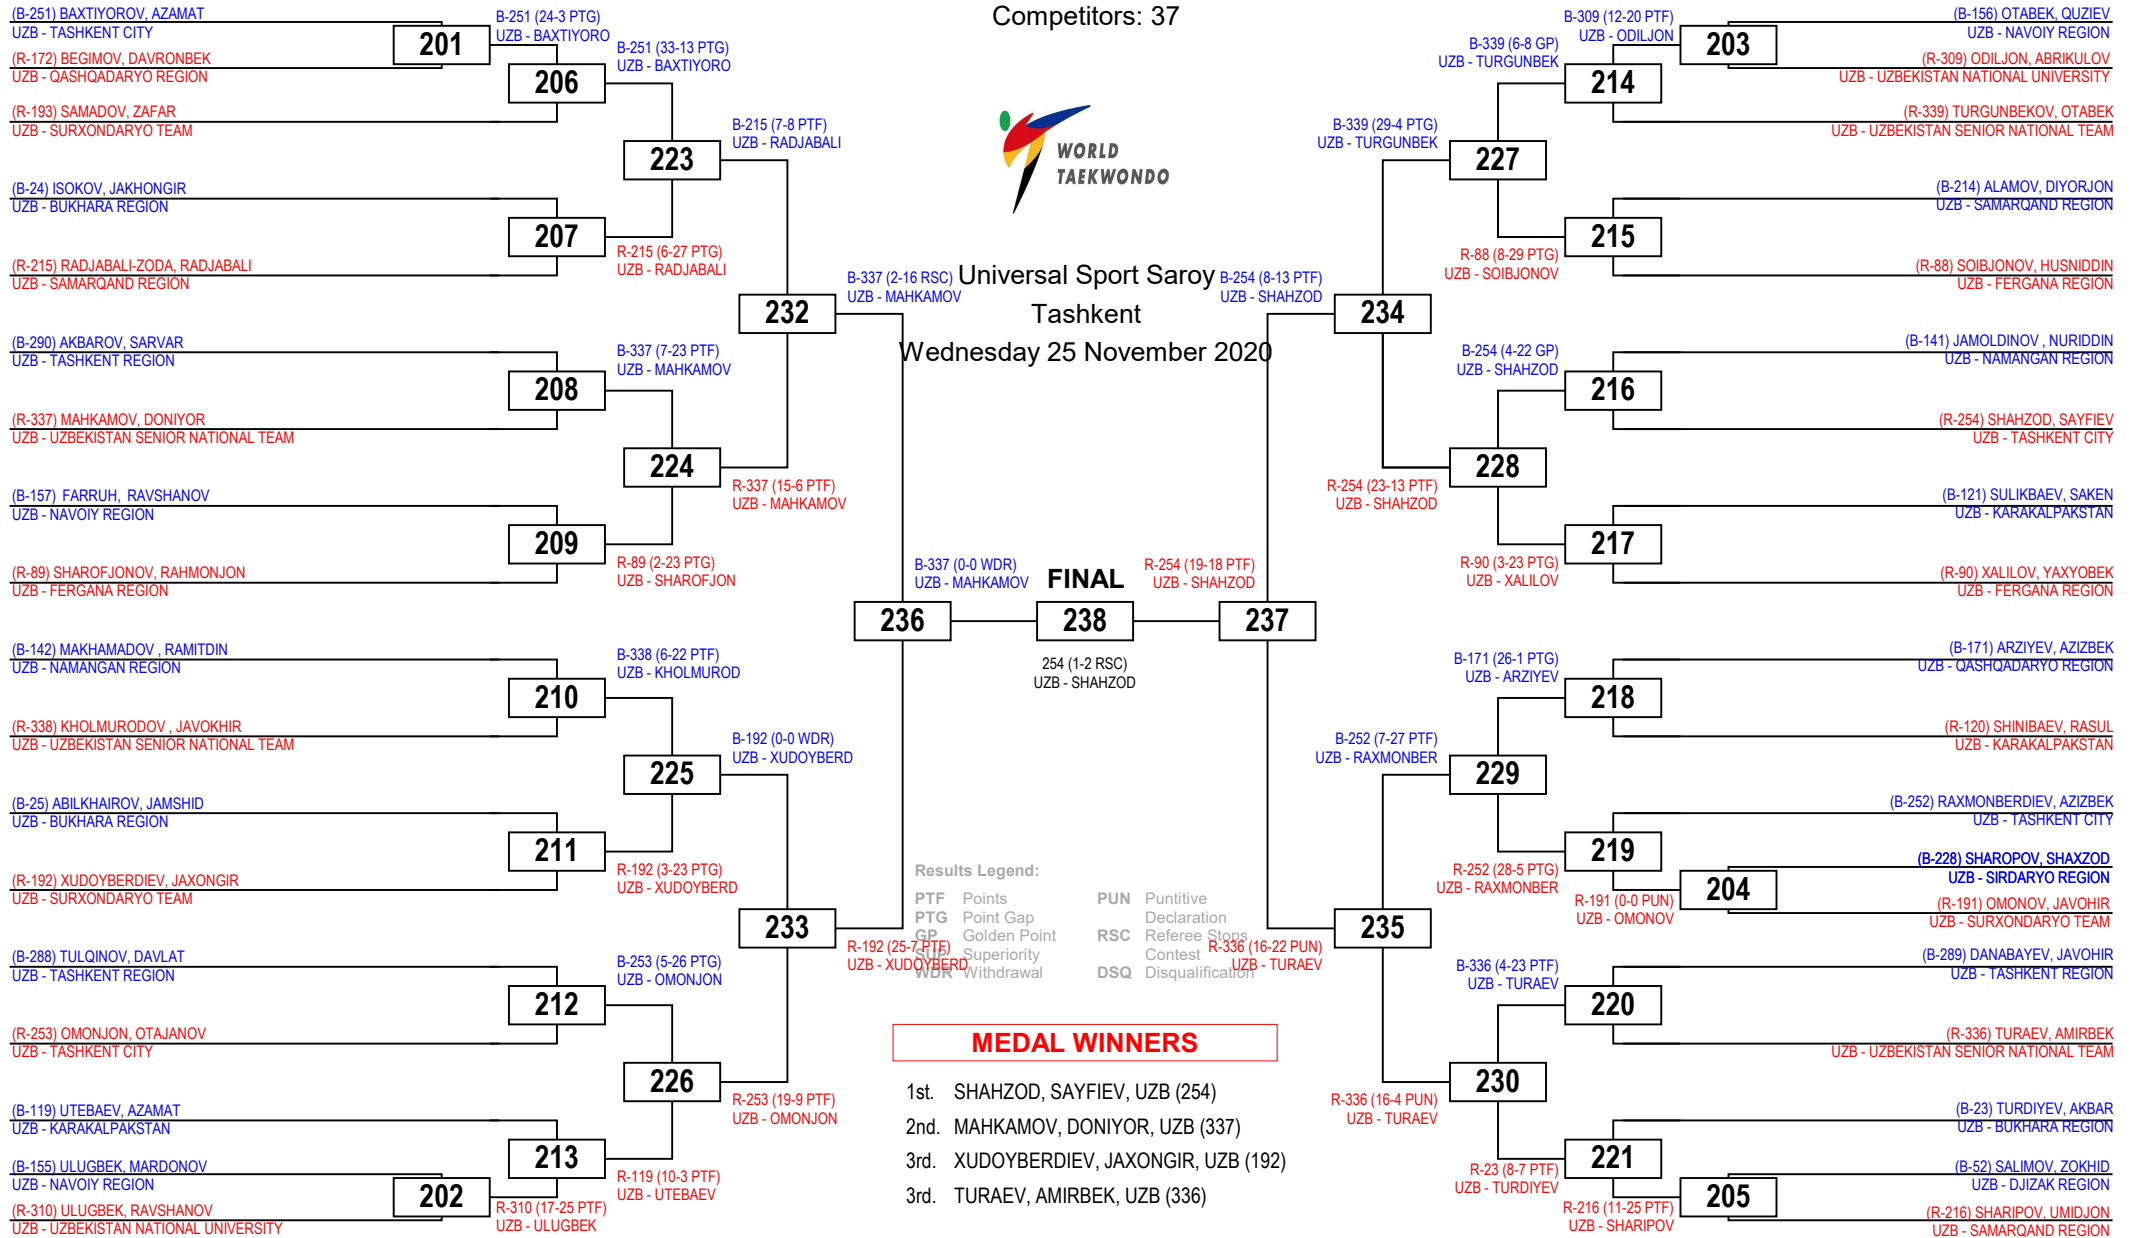 Competitors: 37
(B-251) BAXTIYOROV, AZAMAT
UZB - TASHKENT CITY
(R-172) BEGIMOV, DAVRONBEK
UZB - QASHQADARYO REGION
201
B-251 (24-3 PTG)
UZB - BAXTIYORO
(R-193) SAMADOV, ZAFAR
UZB - SURXONDARYO TEAM
206
B-251 (33-13 PTG)
UZB - BAXTIYORO
(B-24) ISOKOV, JAKHONGIR
UZB - BUKHARA REGION
(R-215) RADJABALI-ZODA, RADJABALI
UZB - SAMARQAND REGION
207
R-215 (6-27 PTG)
UZB - RADJABALI
223
B-215 (7-8 PTF)
UZB - RADJABALI
(B-290) AKBAROV, SARVAR
UZB - TASHKENT REGION
(R-337) MAHKAMOV, DONIYOR
UZB - UZBEKISTAN SENIOR NATIONAL TEAM
208
B-337 (7-23 PTF)
UZB - MAHKAMOV
(B-157)  FARRUH,  RAVSHANOV
UZB - NAVOIY REGION
(R-89) SHAROFJONOV, RAHMONJON
UZB - FERGANA REGION
209
R-89 (2-23 PTG)
UZB - SHAROFJON
224
R-337 (15-6 PTF)
UZB - MAHKAMOV
232
B-337 (2-16 RSC)
UZB - MAHKAMOV
(B-142) MAKHAMADOV , RAMITDIN
UZB - NAMANGAN REGION
(R-338) KHOLMURODOV , JAVOKHIR
UZB - UZBEKISTAN SENIOR NATIONAL TEAM
210
B-338 (6-22 PTF)
UZB - KHOLMUROD
(B-25) ABILKHAIROV, JAMSHID
UZB - BUKHARA REGION
(R-192) XUDOYBERDIEV, JAXONGIR
UZB - SURXONDARYO TEAM
211
R-192 (3-23 PTG)
UZB - XUDOYBERD
225
B-192 (0-0 WDR)
UZB - XUDOYBERD
(B-288) TULQINOV, DAVLAT
UZB - TASHKENT REGION
(R-253) OMONJON, OTAJANOV
UZB - TASHKENT CITY
212
B-253 (5-26 PTG)
UZB - OMONJON
(B-119) UTEBAEV, AZAMAT
UZB - KARAKALPAKSTAN
(B-155) ULUGBEK, MARDONOV
UZB - NAVOIY REGION
(R-310) ULUGBEK, RAVSHANOV
UZB - UZBEKISTAN NATIONAL UNIVERSITY
202
R-310 (17-25 PTF)
UZB - ULUGBEK
213
R-119 (10-3 PTF)
UZB - UTEBAEV
226
R-253 (19-9 PTF)
UZB - OMONJON
233
R-192 (25-7 PTF)
UZB - XUDOYBERD
236
B-337 (0-0 WDR)
UZB - MAHKAMOV
WORLD
TAEKWONDO
Universal Sport Saroy
Tashkent
Wednesday 25 November 2020
FINAL
238
254 (1-2 RSC)
UZB - SHAHZOD
Results Legend:
PTF Points
PTG Point Gap
GP Golden Point
SUP Superiority
WDR Withdrawal
PUN Puntitive
Declaration
RSC Referee Stops
Contest
DSQ Disqualification
MEDAL WINNERS
1st. SHAHZOD, SAYFIEV, UZB (254)
2nd. MAHKAMOV, DONIYOR, UZB (337)
3rd. XUDOYBERDIEV, JAXONGIR, UZB (192)
3rd. TURAEV, AMIRBEK, UZB (336)
R-254 (19-18 PTF)
UZB - SHAHZOD
237
B-254 (8-13 PTF)
UZB - SHAHZOD
234
B-339 (29-4 PTG)
UZB - TURGUNBEK
227
B-339 (6-8 GP)
UZB - TURGUNBEK
214
B-309 (12-20 PTF)
UZB - ODILJON
203
(B-156) OTABEK, QUZIEV
UZB - NAVOIY REGION
(R-309) ODILJON, ABRIKULOV
UZB - UZBEKISTAN NATIONAL UNIVERSITY
(R-339) TURGUNBEKOV, OTABEK
UZB - UZBEKISTAN SENIOR NATIONAL TEAM
R-88 (8-29 PTG)
UZB - SOIBJONOV
215
(B-214) ALAMOV, DIYORJON
UZB - SAMARQAND REGION
(R-88) SOIBJONOV, HUSNIDDIN
UZB - FERGANA REGION
R-254 (23-13 PTF)
UZB - SHAHZOD
228
B-254 (4-22 GP)
UZB - SHAHZOD
216
(B-141) JAMOLDINOV , NURIDDIN
UZB - NAMANGAN REGION
(R-254) SHAHZOD, SAYFIEV
UZB - TASHKENT CITY
R-90 (3-23 PTG)
UZB - XALILOV
217
(B-121) SULIKBAEV, SAKEN
UZB - KARAKALPAKSTAN
(R-90) XALILOV, YAXYOBEK
UZB - FERGANA REGION
R-336 (16-22 PUN)
UZB - TURAEV
235
B-252 (7-27 PTF)
UZB - RAXMONBER
229
B-171 (26-1 PTG)
UZB - ARZIYEV
218
(B-171) ARZIYEV, AZIZBEK
UZB - QASHQADARYO REGION
(R-120) SHINIBAEV, RASUL
UZB - KARAKALPAKSTAN
R-252 (28-5 PTG)
UZB - RAXMONBER
219
(B-252) RAXMONBERDIEV, AZIZBEK
UZB - TASHKENT CITY
R-191 (0-0 PUN)
UZB - OMONOV
204
(B-228) SHAROPOV, SHAXZOD
UZB - SIRDARYO REGION
(R-191) OMONOV, JAVOHIR
UZB - SURXONDARYO TEAM
R-336 (16-4 PUN)
UZB - TURAEV
230
B-336 (4-23 PTF)
UZB - TURAEV
220
(B-289) DANABAYEV, JAVOHIR
UZB - TASHKENT REGION
(R-336) TURAEV, AMIRBEK
UZB - UZBEKISTAN SENIOR NATIONAL TEAM
R-23 (8-7 PTF)
UZB - TURDIYEV
221
(B-23) TURDIYEV, AKBAR
UZB - BUKHARA REGION
R-216 (11-25 PTF)
UZB - SHARIPOV
205
(B-52) SALIMOV, ZOKHID
UZB - DJIZAK REGION
(R-216) SHARIPOV, UMIDJON
UZB - SAMARQAND REGION